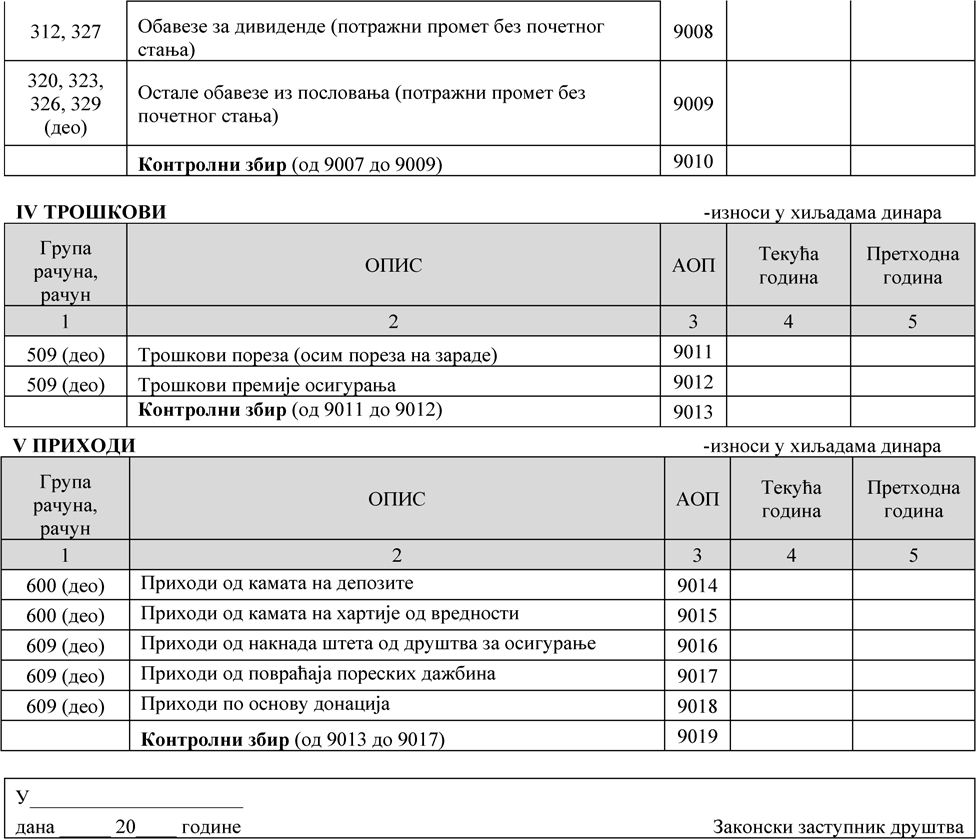 312, 327 Обавезе за дивиденде (потражни промет без почетног стања) 9008
320, 323, 326, 329 (део) Остале обавезе из пословања (потражни промет без почетног стања) 9009
Контролни збир (од 9007 до 9009) 9010
IV ТРОШКОВИ -износи у хиљадама динара
Група рачуна, рачун ОПИС АОП Текућа година Претходна година
1 2 3 4 5
509 (део) Трошкови пореза (осим пореза на зараде) 9011
509 (део) Трошкови премије осигурања 9012
Контролни збир (од 9011 до 9012) 9013
V ПРИХОДИ -износи у хиљадама динара
Група рачуна, рачун ОПИС АОП Текућа година Претходна година
1 2 3 4 5
600 (део) Приходи од камата на депозите 9014
600 (део) Приходи од камата на хартије од вредности 9015
609 (део) Приходи од накнада штета од друштва за осигурање 9016
609 (део) Приходи од повраћаја пореских дажбина 9017
609 (део) Приходи по основу донација 9018
Контролни збир (од 9013 до 9017) 9019
У_______________________
дана ______ 20____ године Законски заступник друштва